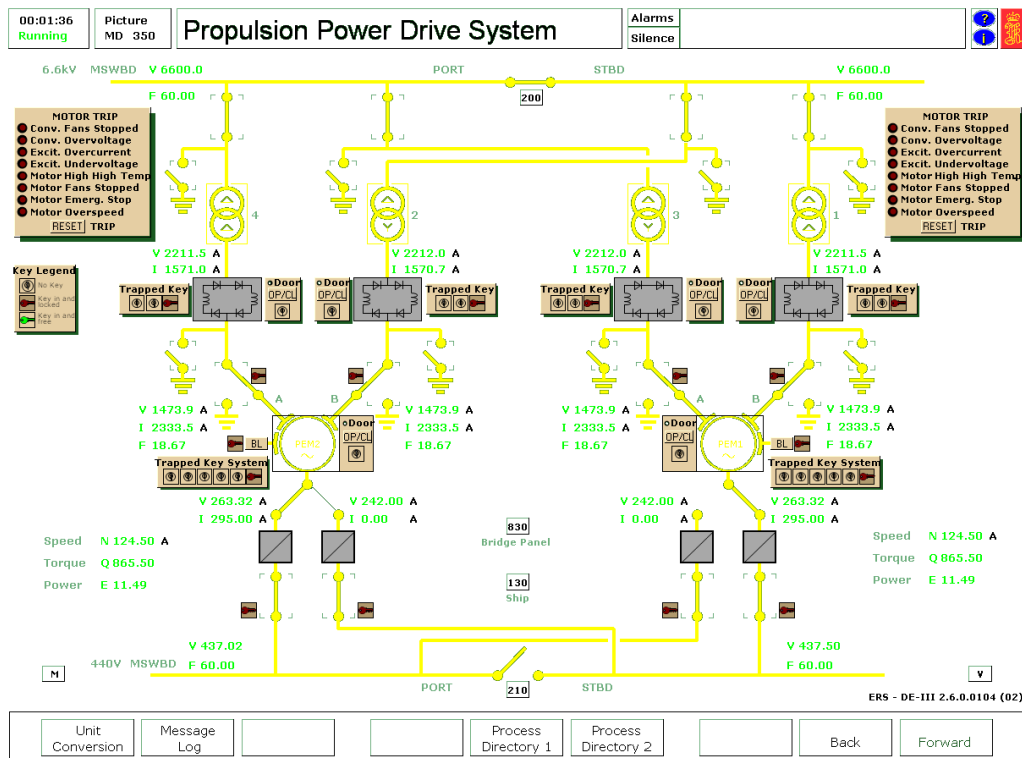 00:01:36
Running
Picture
MD 350
Propulsion Power Drive System
Alarms
Silence
?
i
6.6kV MSWBD V 6600.0 PORT STBD V 6600.0
F 60.00 200 F 60.00
MOTOR TRIP
Conv. Fans Stopped
Conv. Overvoltage
Excit. Overcurrent
Excit. Undervoltage
Motor High High Temp
Motor Fans Stopped
Motor Emerg. Stop
Motor Overspeed
RESET TRIP
MOTOR TRIP
Conv. Fans Stopped
Conv. Overvoltage
Excit. Overcurrent
Excit. Undervoltage
Motor High High Temp
Motor Fans Stopped
Motor Emerg. Stop
Motor Overspeed
RESET TRIP
4 2 3 1
V 2211.5 A V 2212.0 A V 2212.0 A V 2211.5 A
I 1571.0 A I 1570.7 A I 1570.7 A I 1571.0 A
Key Legend
No Key
Key in and locked
Key in and free
Trapped Key Door OP/CL Door OP/CL Trapped Key Trapped Key Door OP/CL Door OP/CL Trapped Key
A B A B
V 1473.9 A V 1473.9 A V 1473.9 A V 1473.9 A
I 2333.5 A I 2333.5 A I 2333.5 A I 2333.5 A
F 18.67 F 18.67 F 18.67 F 18.67
BL PEM2 ~ Door OP/CL Door OP/CL PEM1 ~ BL
Trapped Key System Trapped Key System
V 263.32 A V 242.00 A V 242.00 A V 263.32 A
I 295.00 A I 0.00 A I 0.00 A I 295.00 A
830
Bridge Panel
130
Ship
Speed N 124.50 A
Torque Q 865.50
Power E 11.49
Speed N 124.50 A
Torque Q 865.50
Power E 11.49
V 437.02 V 437.50
440V MSWBD F 60.00 F 60.00
M V
PORT 210 STBD
ERS - DE-III 2.6.0.0104 (02)
Unit Conversion
Message Log
Process Directory 1
Process Directory 2
Back
Forward